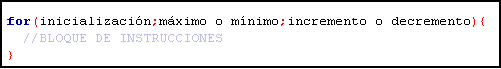 for(inicialización;máximo o mínimo;incremento o decremento){
//BLOQUE DE INSTRUCCIONES
}